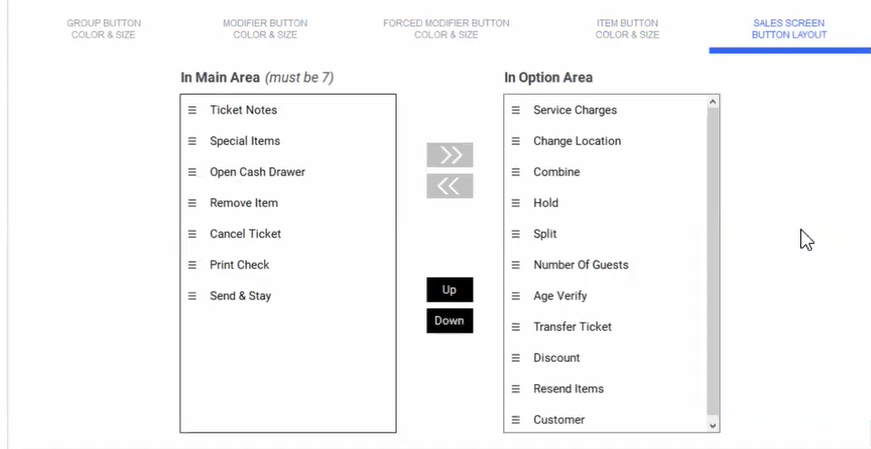 GROUP BUTTON
COLOR & SIZE
MODIFIER BUTTON
COLOR & SIZE
FORCED MODIFIER BUTTON
COLOR & SIZE
ITEM BUTTON
COLOR & SIZE
SALES SCREEN
BUTTON LAYOUT
In Main Area (must be 7)
Ticket Notes
Special Items
Open Cash Drawer
Remove Item
Cancel Ticket
Print Check
Send & Stay
Up
Down
In Option Area
Service Charges
Change Location
Combine
Hold
Split
Number Of Guests
Age Verify
Transfer Ticket
Discount
Resend Items
Customer